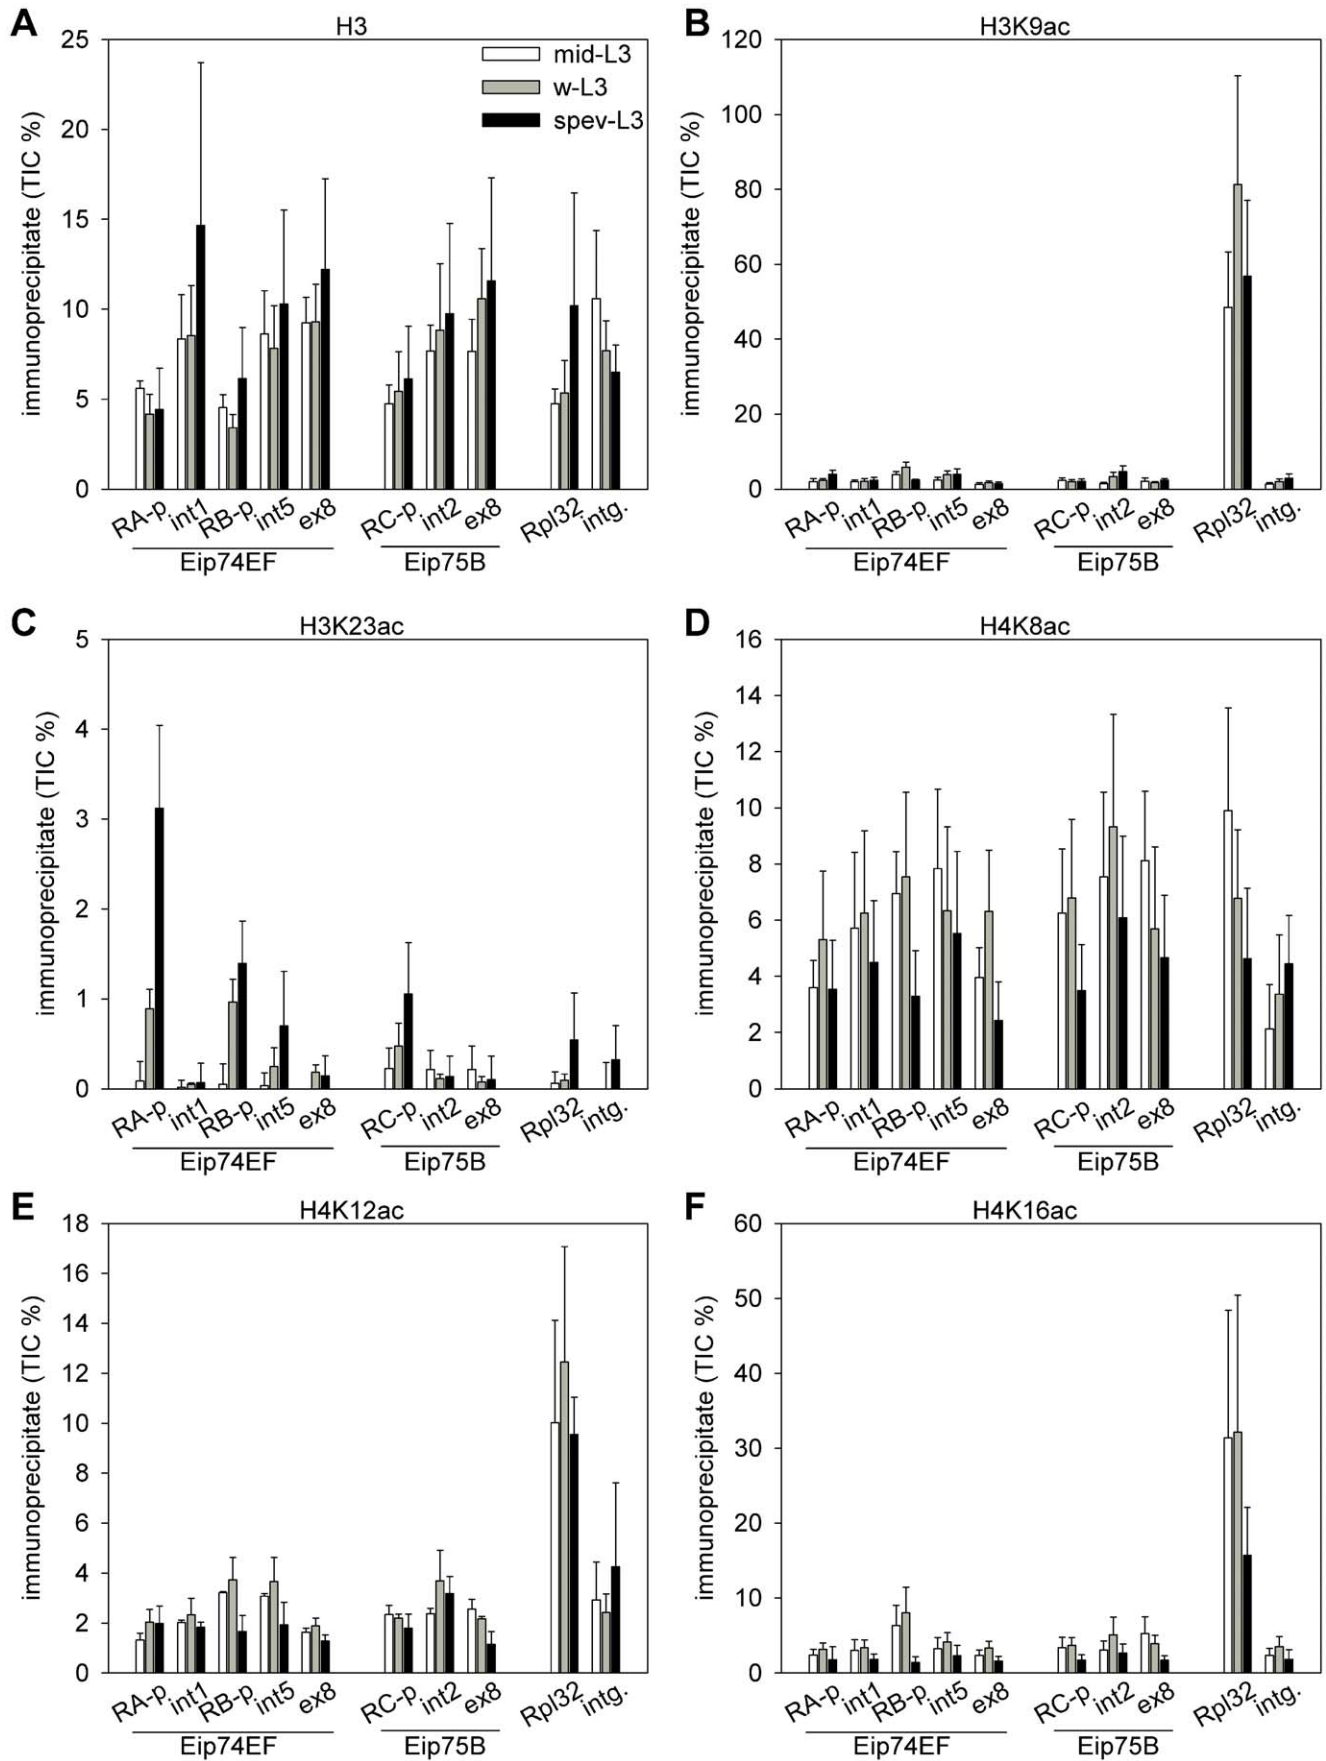 A
H3
mid-L3
w-L3
spev-L3
immunoprecipitate (TIC %)
25
20
15
10
5
0
RA-p int1 RB-p int5 ex8 RC-p int2 ex8 Rpl32 intg.
Eip74EF Eip75B
B
H3K9ac
immunoprecipitate (TIC %)
120
100
80
60
40
20
0
RA-p int1 RB-p int5 ex8 RC-p int2 ex8 Rpl32 intg.
Eip74EF Eip75B
C
H3K23ac
immunoprecipitate (TIC %)
5
4
3
2
1
0
RA-p int1 RB-p int5 ex8 RC-p int2 ex8 Rpl32 intg.
Eip74EF Eip75B
D
H4K8ac
immunoprecipitate (TIC %)
16
14
12
10
8
6
4
2
0
RA-p int1 RB-p int5 ex8 RC-p int2 ex8 Rpl32 intg.
Eip74EF Eip75B
E
H4K12ac
immunoprecipitate (TIC %)
18
16
14
12
10
8
6
4
2
0
RA-p int1 RB-p int5 ex8 RC-p int2 ex8 Rpl32 intg.
Eip74EF Eip75B
F
H4K16ac
immunoprecipitate (TIC %)
60
50
40
30
20
10
0
RA-p int1 RB-p int5 ex8 RC-p int2 ex8 Rpl32 intg.
Eip74EF Eip75B